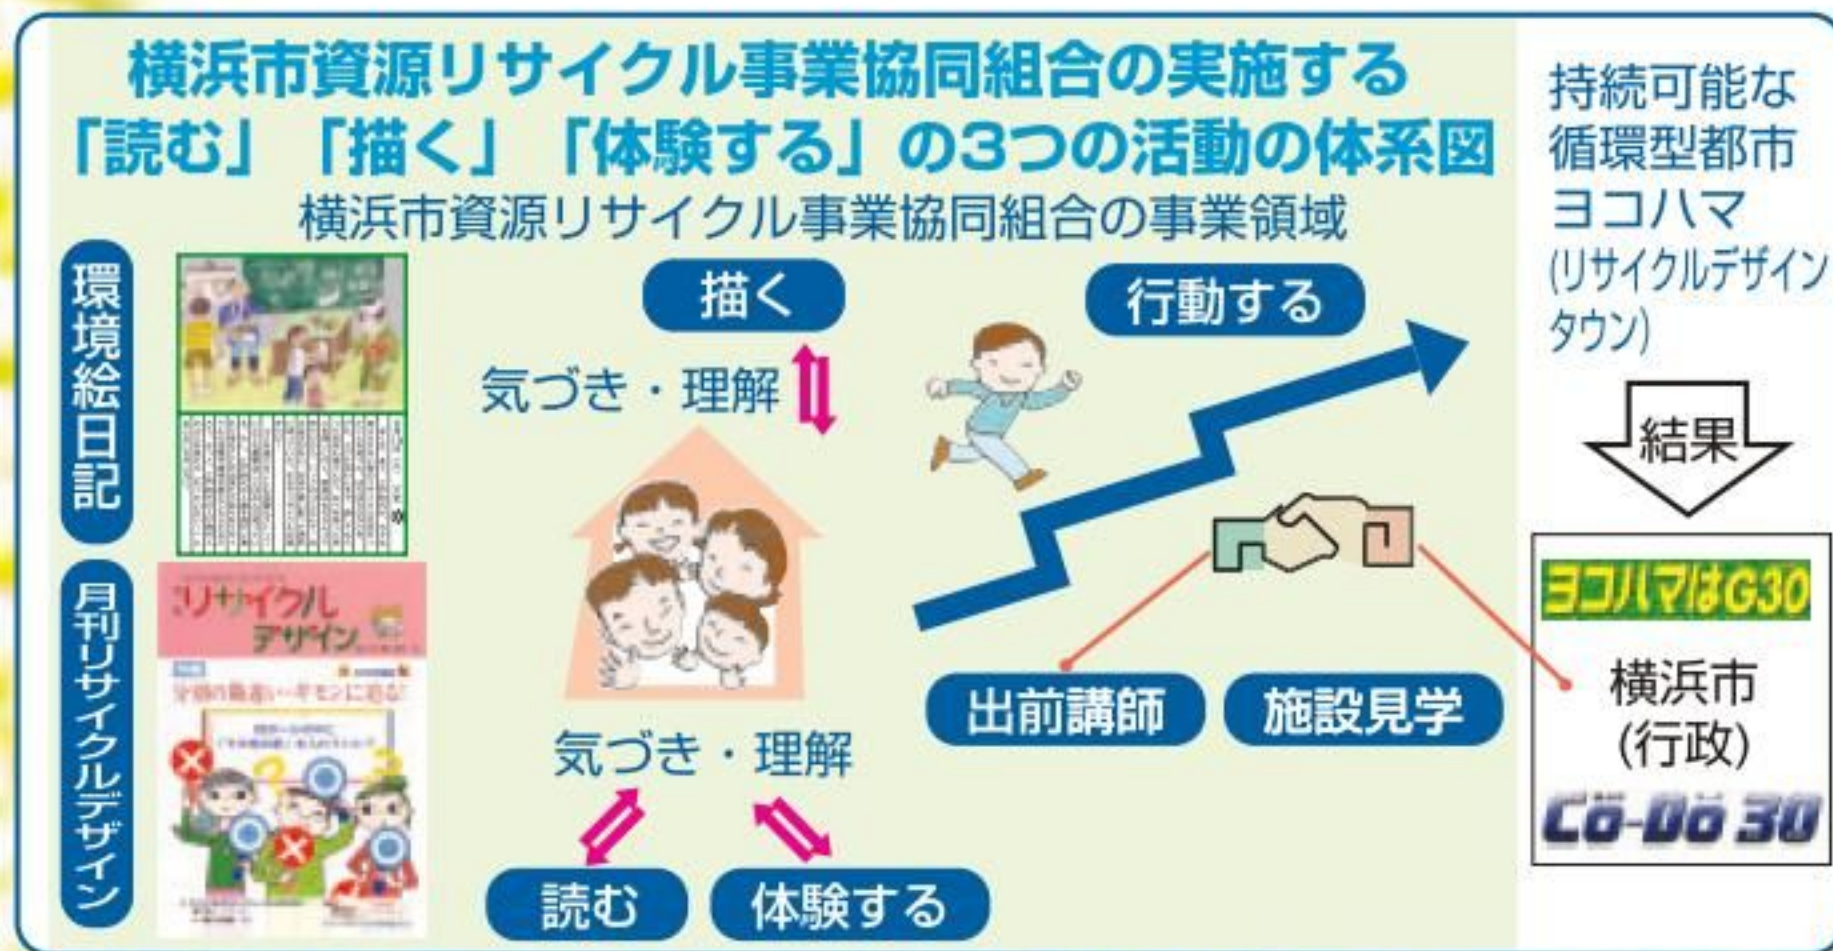 横浜市資源リサイクル事業協同組合の実施する
「読む」「描く」「体験する」の3つの活動の体系図
横浜市資源リサイクル事業協同組合の事業領域
環境絵日記
月刊リサイクルデザイン
リサイクル
デザイン
描く
気づき・理解
行動する
気づき・理解
読む
体験する
出前講師
施設見学
持続可能な
循環型都市
ヨコハマ
(リサイクルデザイン
タウン)
結果
ヨコハマはG30
横浜市
(行政)
Co-Do 30